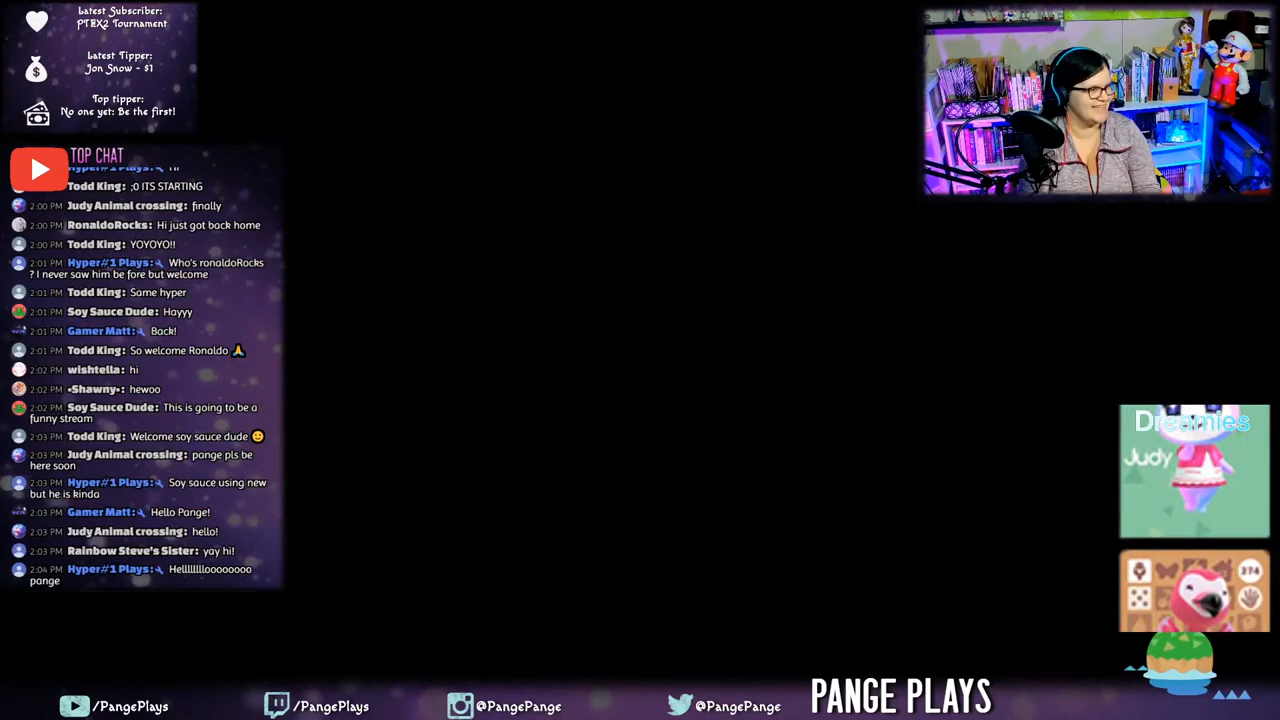 Latest Subscriber:
PTEX2 Tournament
Latest Tipper:
Jon Snow - $1
Top tipper:
No one yet: Be the first!
TOP CHAT
Hyper#1 Plays: Hi
Todd King: ;0 ITS STARTING
2:00 PM Judy Animal crossing: finally
2:00 PM RonaldoRocks: Hi just got back home
2:00 PM Todd King: YOYOYO!!
2:01 PM Hyper#1 Plays: Who's ronaldoRocks
? I never saw him be fore but welcome
2:01 PM Todd King: Same hyper
2:01 PM Soy Sauce Dude: Hayyy
2:01 PM Gamer Matt: Back!
2:01 PM Todd King: So welcome Ronaldo 🙏
2:02 PM wishtella: hi
2:02 PM •Shawny•: hewoo
2:02 PM Soy Sauce Dude: This is going to be a
funny stream
2:03 PM Todd King: Welcome soy sauce dude 🙂
2:03 PM Judy Animal crossing: pange pls be
here soon
2:03 PM Hyper#1 Plays: Soy sauce using new
but he is kinda
2:03 PM Gamer Matt: Hello Pange!
2:03 PM Judy Animal crossing: hello!
2:03 PM Rainbow Steve's Sister: yay hi!
2:04 PM Hyper#1 Plays: Helllllllloooooooo
pange
Dreamies
Judy
274
/PangePlays
/PangePlays
@PangePange
@PangePange
PANGE PLAYS